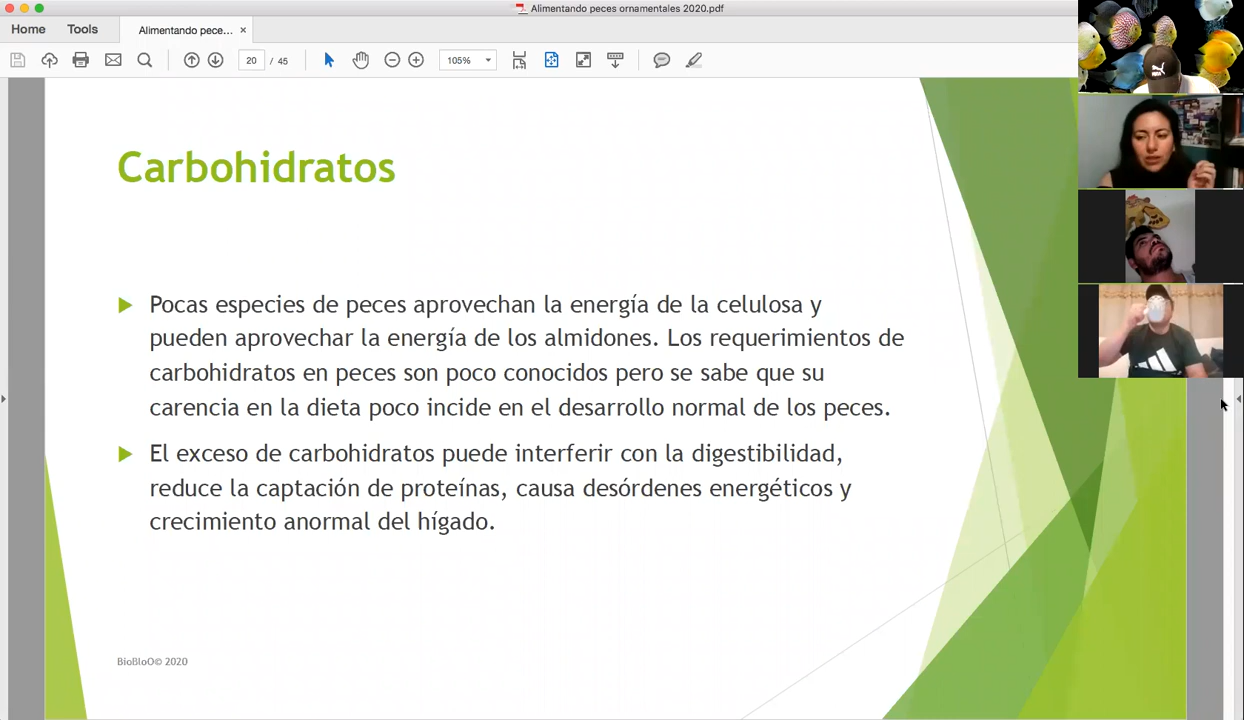 Alimentando peces ornamentales 2020.pdf
Home
Tools
Alimentando pece...
20 / 45
105%
Carbohidratos
Pocas especies de peces aprovechan la energía de la celulosa y
pueden aprovechar la energía de los almidones. Los requerimientos de
carbohidratos en peces son poco conocidos pero se sabe que su
carencia en la dieta poco incide en el desarrollo normal de los peces.
El exceso de carbohidratos puede interferir con la digestibilidad,
reduce la captación de proteínas, causa desórdenes energéticos y
crecimiento anormal del hígado.
BioBloO© 2020